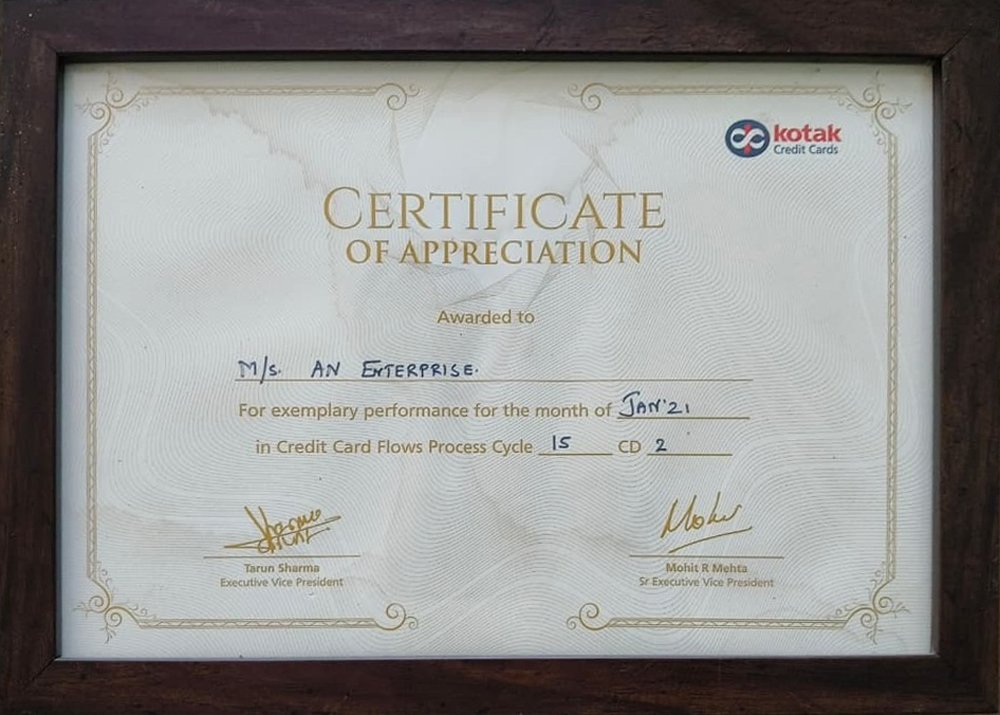 kotak
Credit Cards
CERTIFICATE
OF APPRECIATION
Awarded to
M/s. AN ENTERPRISE.
For exemplary performance for the month of JAN'21
in Credit Card Flows Process Cycle 15 CD 2
Tarun Sharma
Executive Vice President
Mohit R Mehta
Sr Executive Vice President